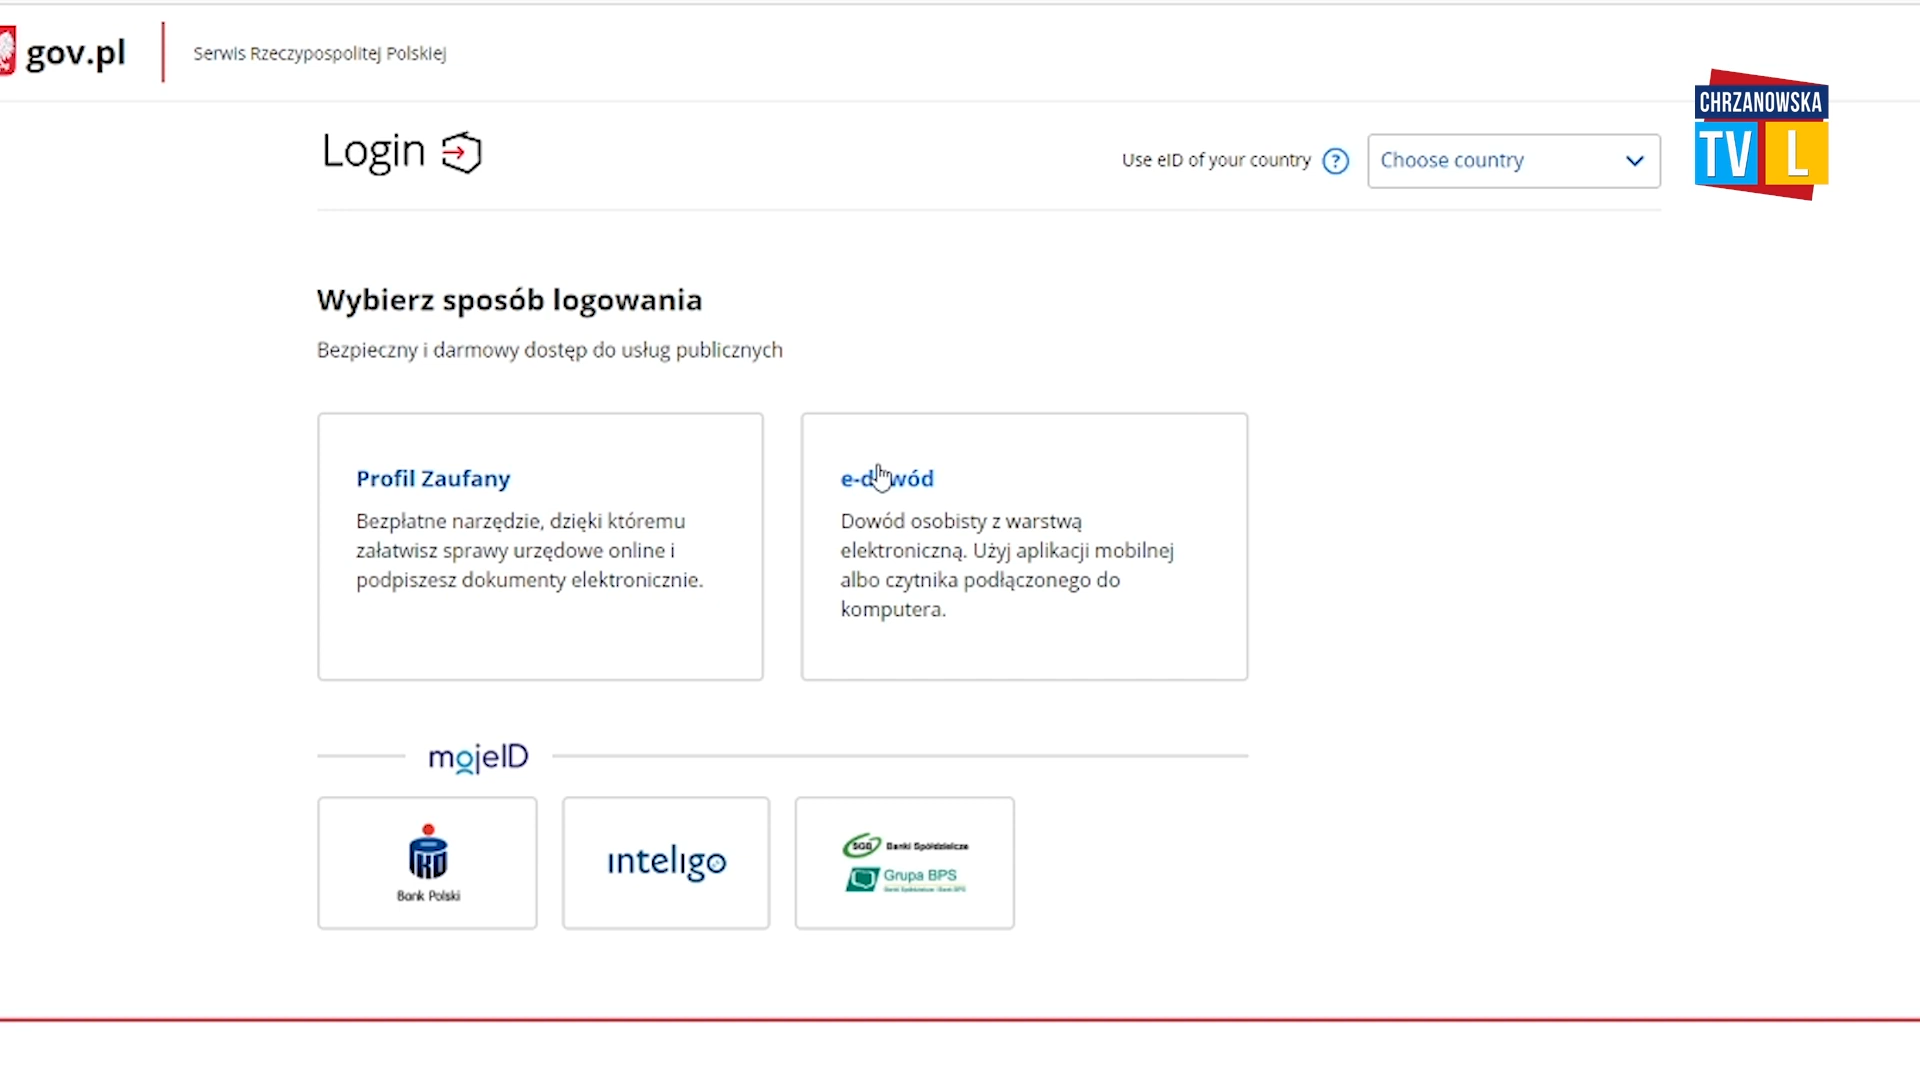 gov.pl
Serwis Rzeczypospolitej Polskiej
CHRZANOWSKA
TV L
Login
Use eID of your country ?
Choose country
Wybierz sposób logowania
Bezpieczny i darmowy dostęp do usług publicznych
Profil Zaufany
Bezpłatne narzędzie, dzięki któremu
załatwisz sprawy urzędowe online i
podpiszesz dokumenty elektronicznie.
e-dowód
Dowód osobisty z warstwą
elektroniczną. Użyj aplikacji mobilnej
albo czytnika podłączonego do
komputera.
mojeID
PKO
Bank Polski
inteligo
SGB Banki Spółdzielcze
Grupa BPS